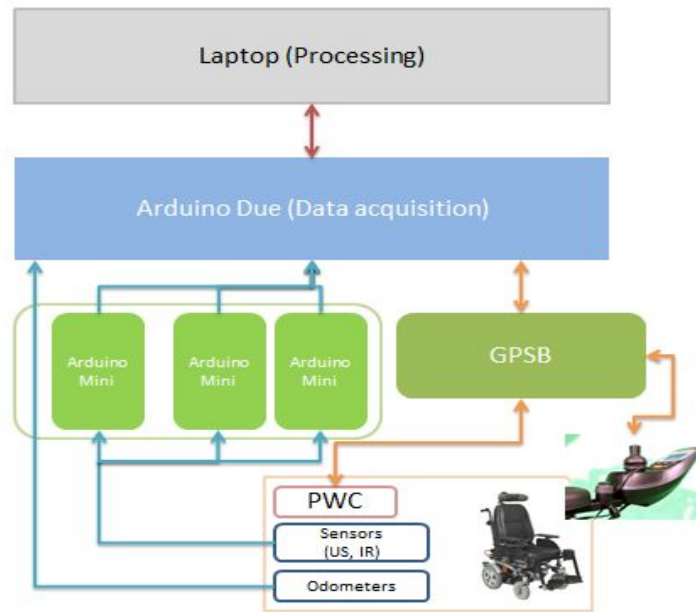 Laptop (Processing)
Arduino Due (Data acquisition)
Arduino
Mini
Arduino
Mini
Arduino
Mini
GPSB
PWC
Sensors
(US, IR)
Odometers